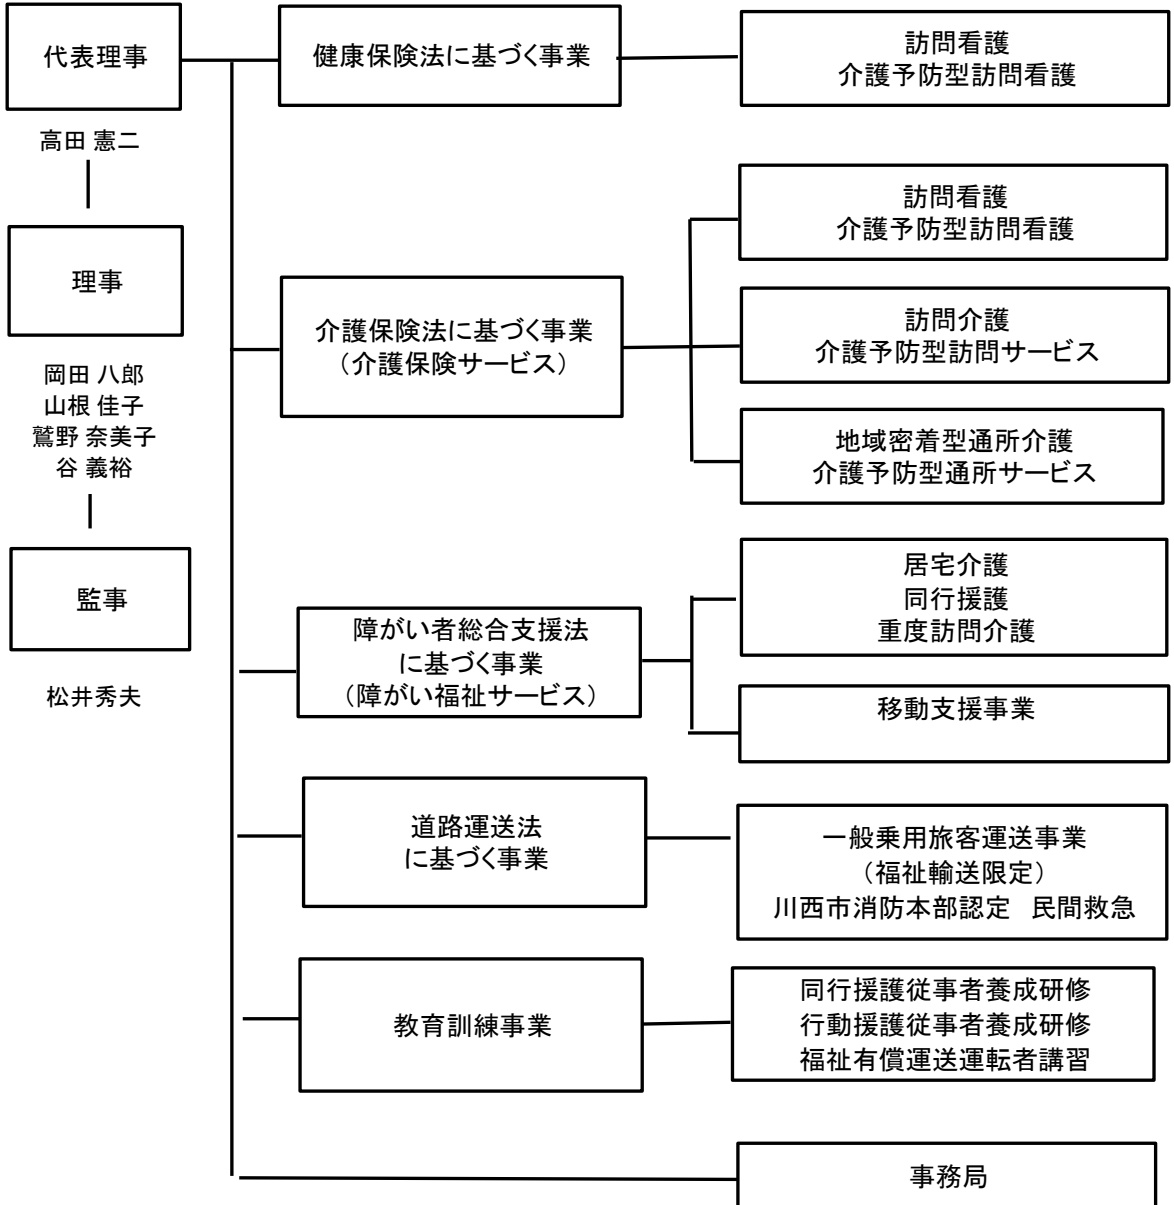 代表理事
高田 憲二
理事
岡田 八郎
山根 佳子
鷲野 奈美子
谷 義裕
監事
松井秀夫
健康保険法に基づく事業
訪問看護
介護予防型訪問看護
介護保険法に基づく事業
（介護保険サービス）
訪問看護
介護予防型訪問看護
訪問介護
介護予防型訪問サービス
地域密着型通所介護
介護予防型通所サービス
障がい者総合支援法
に基づく事業
（障がい福祉サービス）
居宅介護
同行援護
重度訪問介護
移動支援事業
道路運送法
に基づく事業
一般乗用旅客運送事業
（福祉輸送限定）
川西市消防本部認定　民間救急
教育訓練事業
同行援護従事者養成研修
行動援護従事者養成研修
福祉有償運送運転者講習
事務局